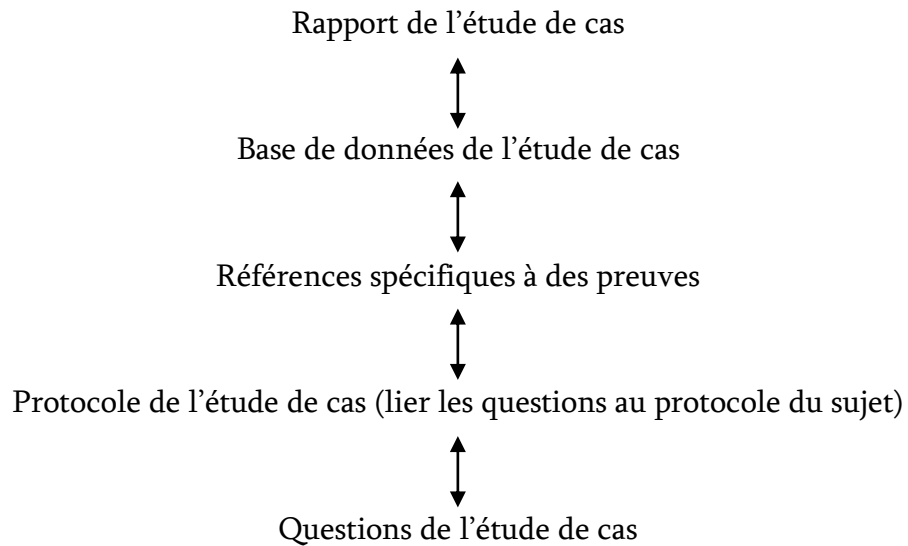 Rapport de l’étude de cas
Base de données de l’étude de cas
Références spécifiques à des preuves
Protocole de l’étude de cas (lier les questions au protocole du sujet)
Questions de l’étude de cas